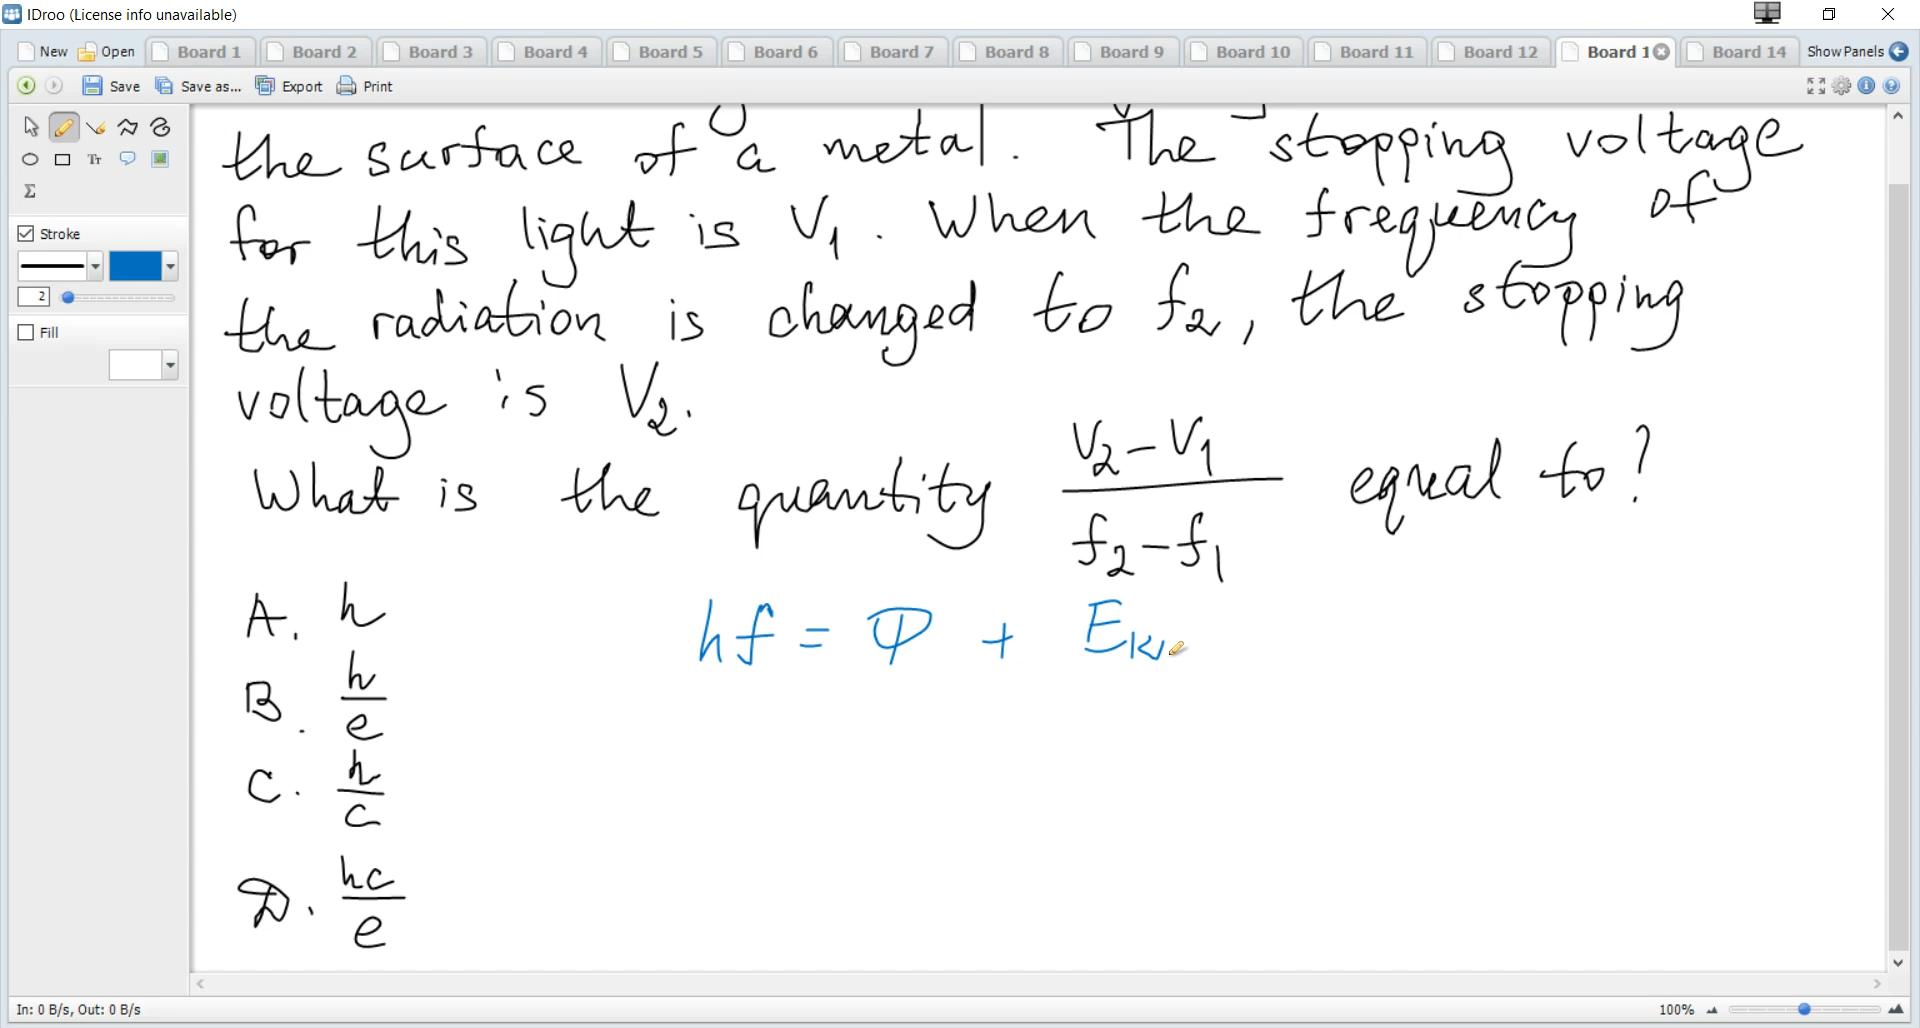 IDroo (License info unavailable)
New Open Board 1 Board 2 Board 3 Board 4 Board 5 Board 6 Board 7 Board 8 Board 9 Board 10 Board 11 Board 12 Board 1 Board 14 Show Panels
Save Save as... Export Print
Tr
Σ
Stroke
2
Fill
the surface of a metal. The stopping voltage
for this light is V₁. When the frequency of
the radiation is changed to f₂, the stopping
voltage is V₂.
What is the quantity (V₂-V₁)/(f₂-f₁) equal to?
A. h
B. h/e
C. h/c
D. hc/e
hf = Φ + Eₖ
In: 0 B/s, Out: 0 B/s
100%